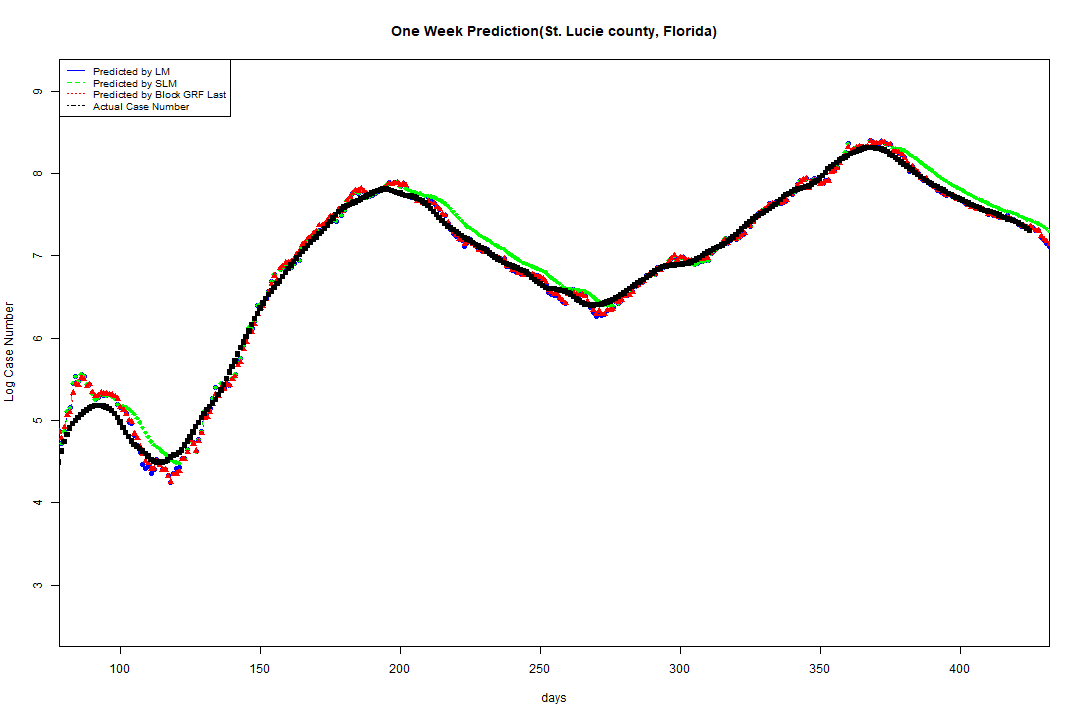 One Week Prediction(St. Lucie county, Florida)
Predicted by LM
Predicted by SLM
Predicted by Block GRF Last
Actual Case Number
9
8
7
6
5
4
3
Log Case Number
100 150 200 250 300 350 400
days